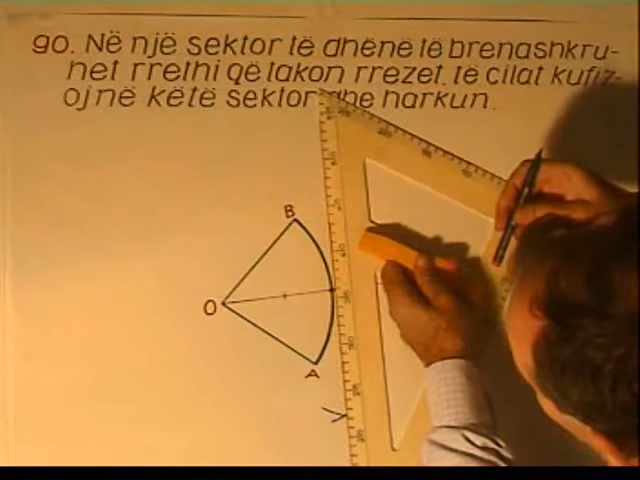 90. Në një sektor të dhënë të brenashkru-
het rrethi që takon rrezet, të cilat kufiz-
ojnë këtë sektor dhe harkun.
B
O
A